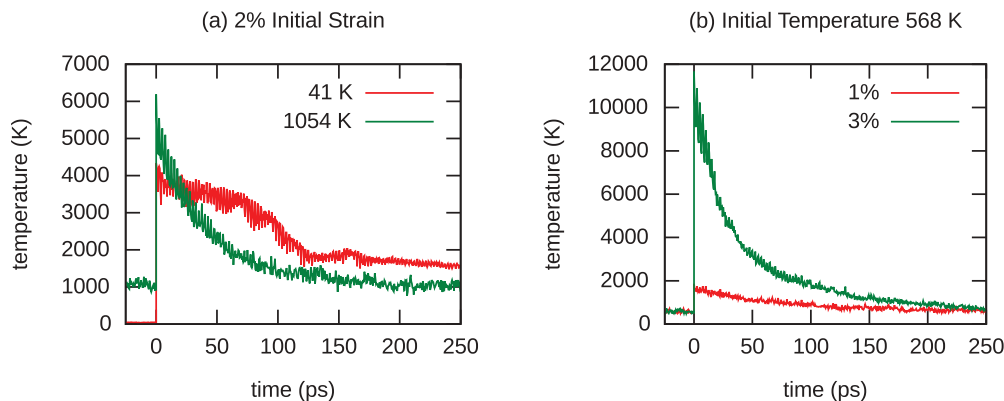 (a) 2% Initial Strain
7000
6000
5000
4000
3000
2000
1000
0
temperature (K)
41 K
1054 K
0 50 100 150 200 250
time (ps)
(b) Initial Temperature 568 K
12000
10000
8000
6000
4000
2000
0
temperature (K)
1%
3%
0 50 100 150 200 250
time (ps)